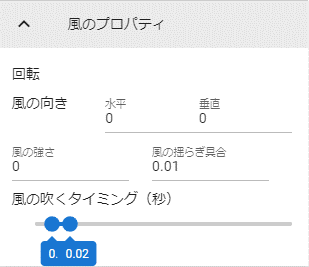 風のプロパティ
回転
風の向き 水平 垂直
0 0
風の強さ 風の揺らぎ具合
0 0.01
風の吹くタイミング（秒）
0. 0.02